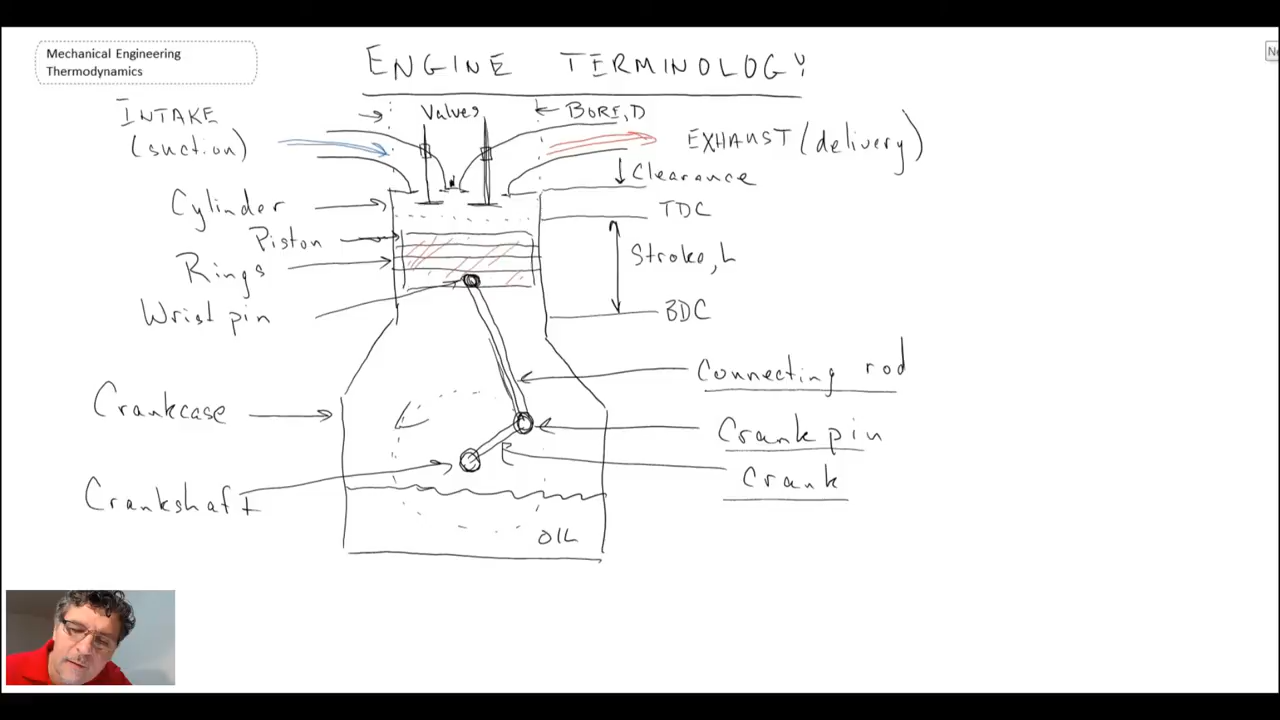 Mechanical Engineering
Thermodynamics
ENGINE TERMINOLOGY
INTAKE
(suction)
Valves
BORE, D
EXHAUST (delivery)
Clearance
Cylinder
TDC
Piston
Stroke, L
Rings
Wrist pin
BDC
Connecting rod
Crankcase
Crank pin
Crank
Crankshaft
OIL